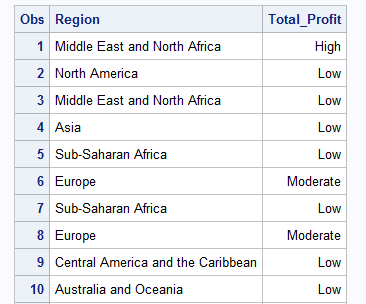 Obs Region Total_Profit
1 Middle East and North Africa High
2 North America Low
3 Middle East and North Africa Low
4 Asia Low
5 Sub-Saharan Africa Low
6 Europe Moderate
7 Sub-Saharan Africa Low
8 Europe Moderate
9 Central America and the Caribbean Low
10 Australia and Oceania Low